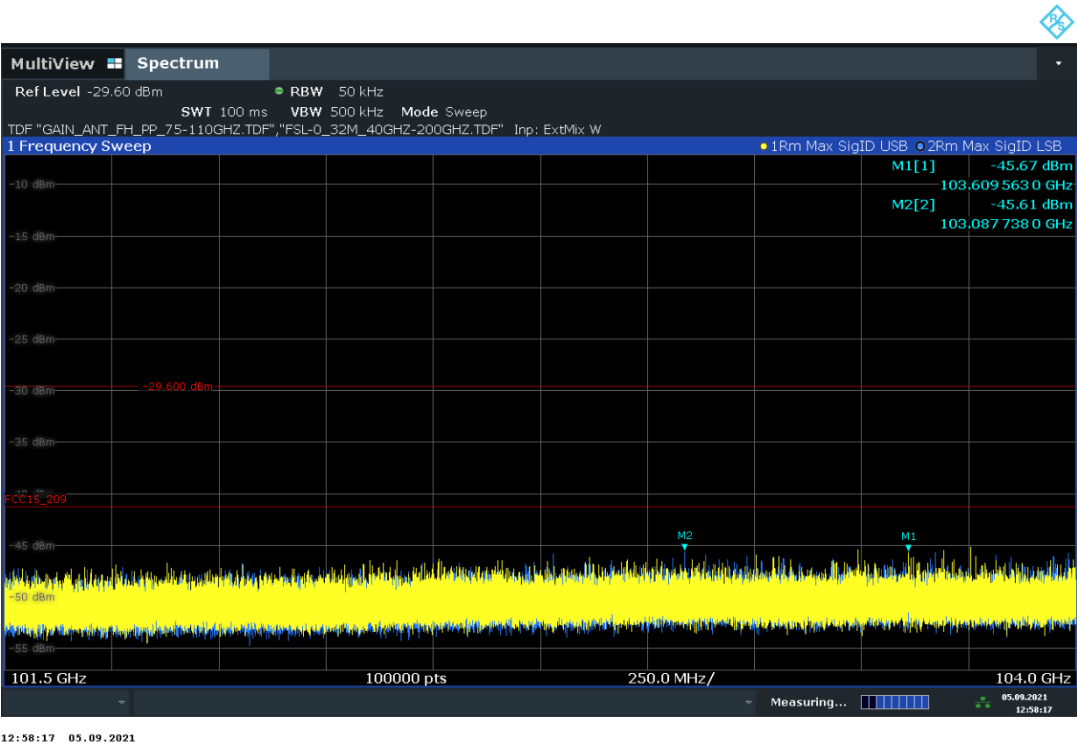 R&S
MultiView Spectrum
Ref Level -29.60 dBm RBW 50 kHz
SWT 100 ms VBW 500 kHz Mode Sweep
TDF "GAIN_ANT_FH_PP_75-110GHZ.TDF","FSL-0_32M_40GHZ-200GHZ.TDF" Inp: ExtMix W
1 Frequency Sweep 1Rm Max SigID USB 2Rm Max SigID LSB
M1[1] -45.67 dBm
103.609 563 0 GHz
M2[2] -45.61 dBm
103.087 738 0 GHz
-10 dBm
-15 dBm
-20 dBm
-25 dBm
-29.600 dBm
-30 dBm
-35 dBm
FCC15_209
M2 M1
-45 dBm
-50 dBm
-55 dBm
101.5 GHz 100000 pts 250.0 MHz/ 104.0 GHz
Measuring... 05.09.2021
12:58:17
12:58:17 05.09.2021